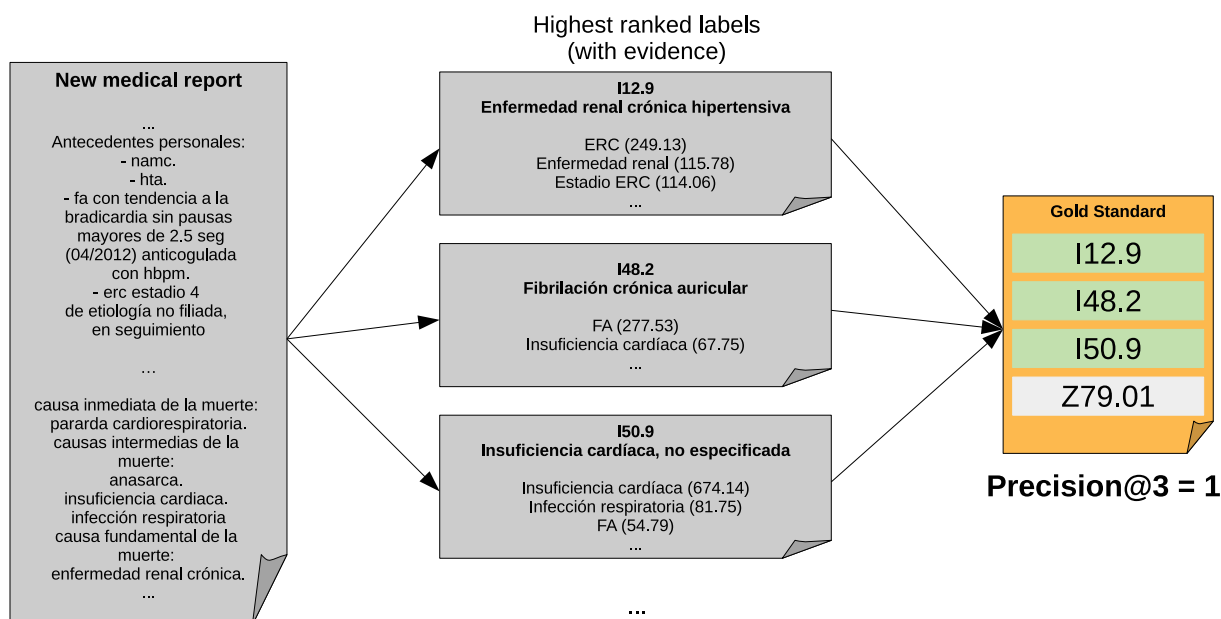 Highest ranked labels
(with evidence)
New medical report
...
Antecedentes personales:
- namc.
- hta.
- fa con tendencia a la
bradicardia sin pausas
mayores de 2.5 seg
(04/2012) anticogulada
con hbpm.
- erc estadio 4
de etiología no filiada,
en seguimiento
...
causa inmediata de la muerte:
pararda cardiorespiratoria.
causas intermedias de la
muerte:
anasarca.
insuficiencia cardiaca.
infección respiratoria
causa fundamental de la
muerte:
enfermedad renal crónica.
...
I12.9
Enfermedad renal crónica hipertensiva
ERC (249.13)
Enfermedad renal (115.78)
Estadio ERC (114.06)
...
I48.2
Fibrilación crónica auricular
FA (277.53)
Insuficiencia cardíaca (67.75)
...
I50.9
Insuficiencia cardíaca, no especificada
Insuficiencia cardíaca (674.14)
Infección respiratoria (81.75)
FA (54.79)
...
...
Gold Standard
I12.9
I48.2
I50.9
Z79.01
Precision@3 = 1